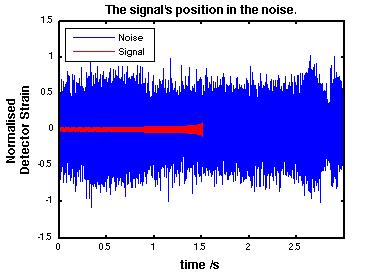 The signal's position in the noise.
1.5
Noise
Signal
1
0.5
0
-0.5
-1
-1.5
Normalised
Detector Strain
0 0.5 1 1.5 2 2.5
time /s